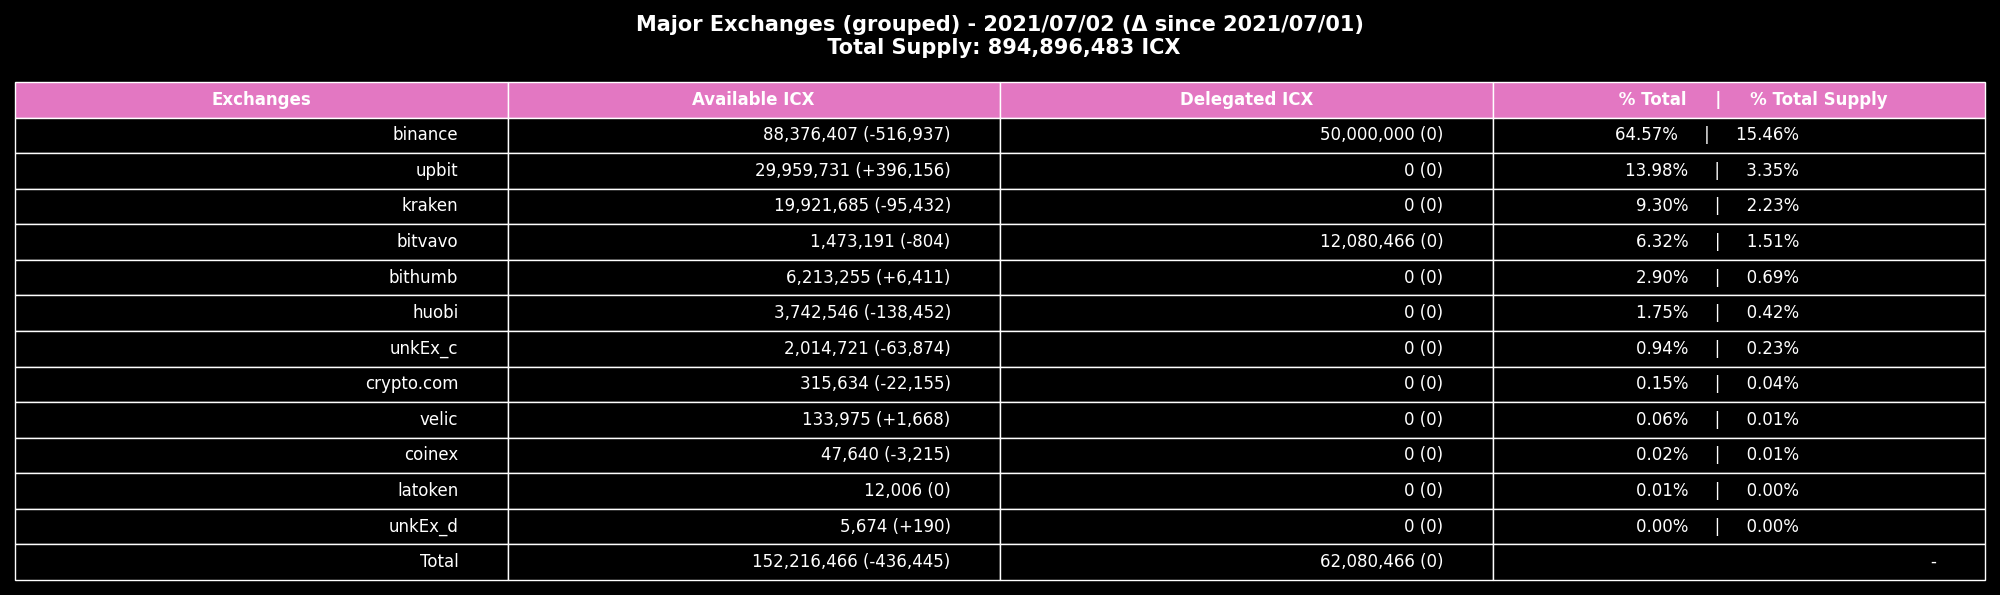 Major Exchanges (grouped) - 2021/07/02 (Δ since 2021/07/01)
Total Supply: 894,896,483 ICX
Exchanges Available ICX Delegated ICX % Total | % Total Supply
binance 88,376,407 (-516,937) 50,000,000 (0) 64.57% | 15.46%
upbit 29,959,731 (+396,156) 0 (0) 13.98% | 3.35%
kraken 19,921,685 (-95,432) 0 (0) 9.30% | 2.23%
bitvavo 1,473,191 (-804) 12,080,466 (0) 6.32% | 1.51%
bithumb 6,213,255 (+6,411) 0 (0) 2.90% | 0.69%
huobi 3,742,546 (-138,452) 0 (0) 1.75% | 0.42%
unkEx_c 2,014,721 (-63,874) 0 (0) 0.94% | 0.23%
crypto.com 315,634 (-22,155) 0 (0) 0.15% | 0.04%
velic 133,975 (+1,668) 0 (0) 0.06% | 0.01%
coinex 47,640 (-3,215) 0 (0) 0.02% | 0.01%
latoken 12,006 (0) 0 (0) 0.01% | 0.00%
unkEx_d 5,674 (+190) 0 (0) 0.00% | 0.00%
Total 152,216,466 (-436,445) 62,080,466 (0) -